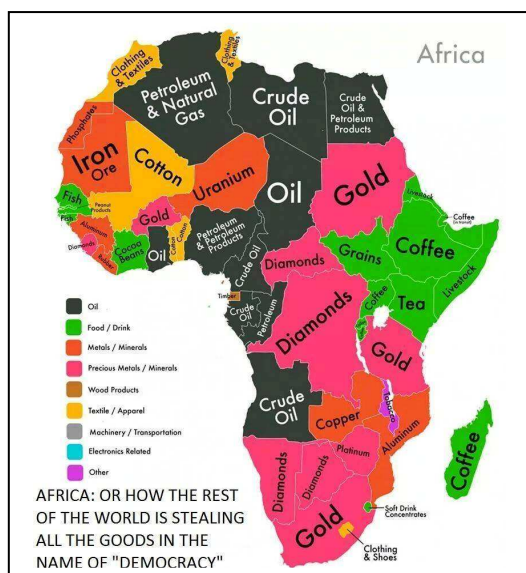 Africa
Clothing
& Textiles
Clothing
& Textiles
Petroleum
& Natural
Gas
Crude
Oil
Crude
Oil &
Petroleum
Products
Phosphates
Iron
Ore
Cotton
Uranium
Oil
Gold
Livestock
Coffee
(in transit)
Fish
Fish
Peanut
Products
Gold
Aluminum
Diamonds
Rubber
Cocoa
Beans
Oil
Cotton
Cotton
Petroleum
& Petroleum
Products
Crude Oil
Diamonds
Grains
Coffee
Livestock
Timber
Crude
Oil
Petroleum
Diamonds
Coffee
Tea
Gold
Crude
Oil
Copper
Tobacco
Aluminum
Diamonds
Diamonds
Platinum
Coffee
Gold
Soft Drink
Concentrates
Clothing
& Shoes
Oil
Food / Drink
Metals / Minerals
Precious Metals / Minerals
Wood Products
Textile / Apparel
Machinery / Transportation
Electronics Related
Other
AFRICA: OR HOW THE REST
OF THE WORLD IS STEALING
ALL THE GOODS IN THE
NAME OF "DEMOCRACY"